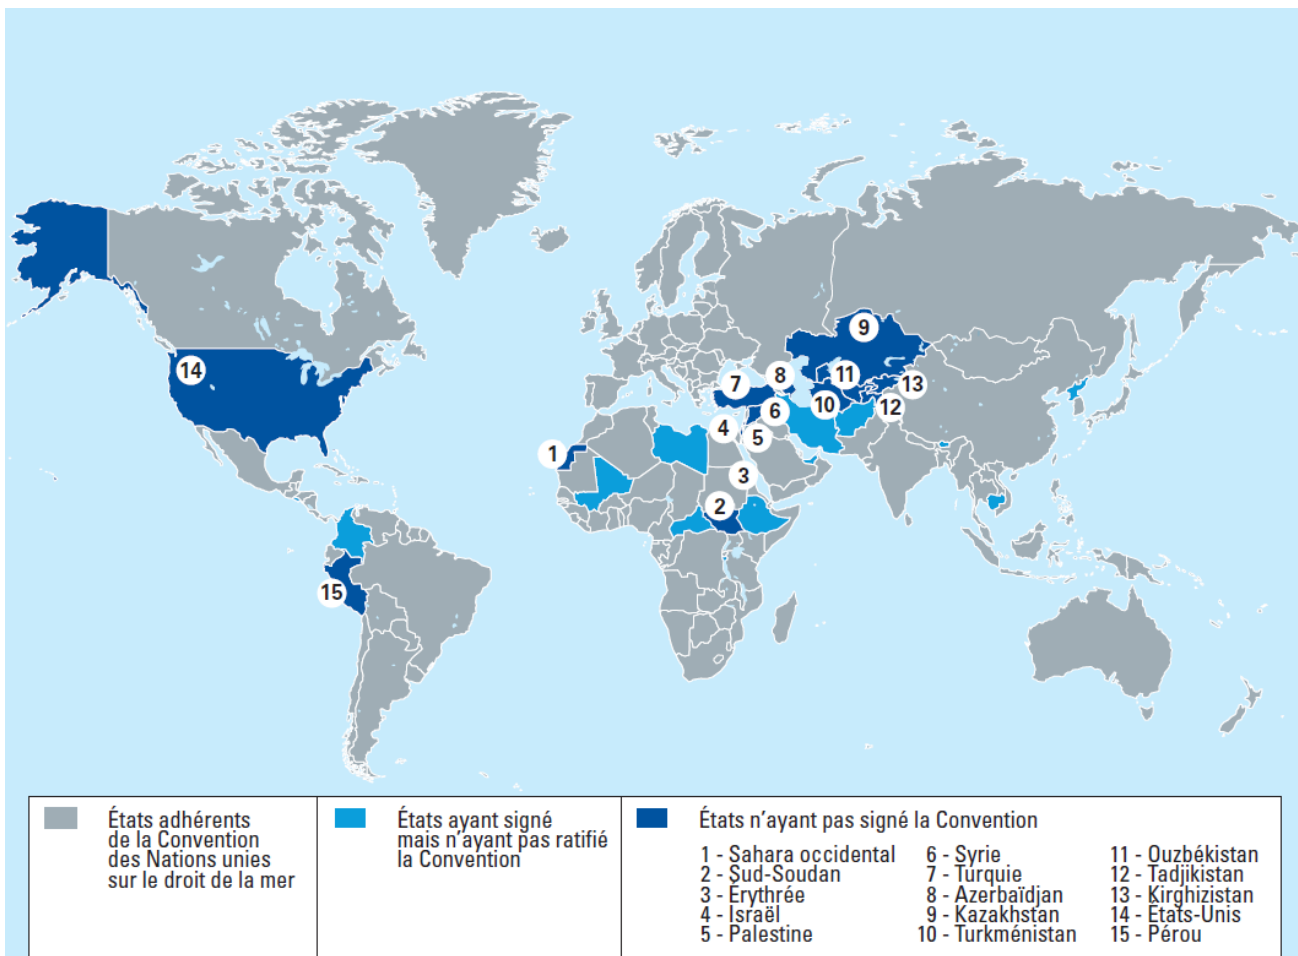 14
9
8
11
13
7
10
12
6
4
5
1
3
2
15
États adhérents
de la Convention
des Nations unies
sur le droit de la mer
États ayant signé
mais n'ayant pas ratifié
la Convention
États n'ayant pas signé la Convention
1 - Sahara occidental
2 - Sud-Soudan
3 - Érythrée
4 - Israël
5 - Palestine
6 - Syrie
7 - Turquie
8 - Azerbaïdjan
9 - Kazakhstan
10 - Turkménistan
11 - Ouzbékistan
12 - Tadjikistan
13 - Kirghizistan
14 - États-Unis
15 - Pérou